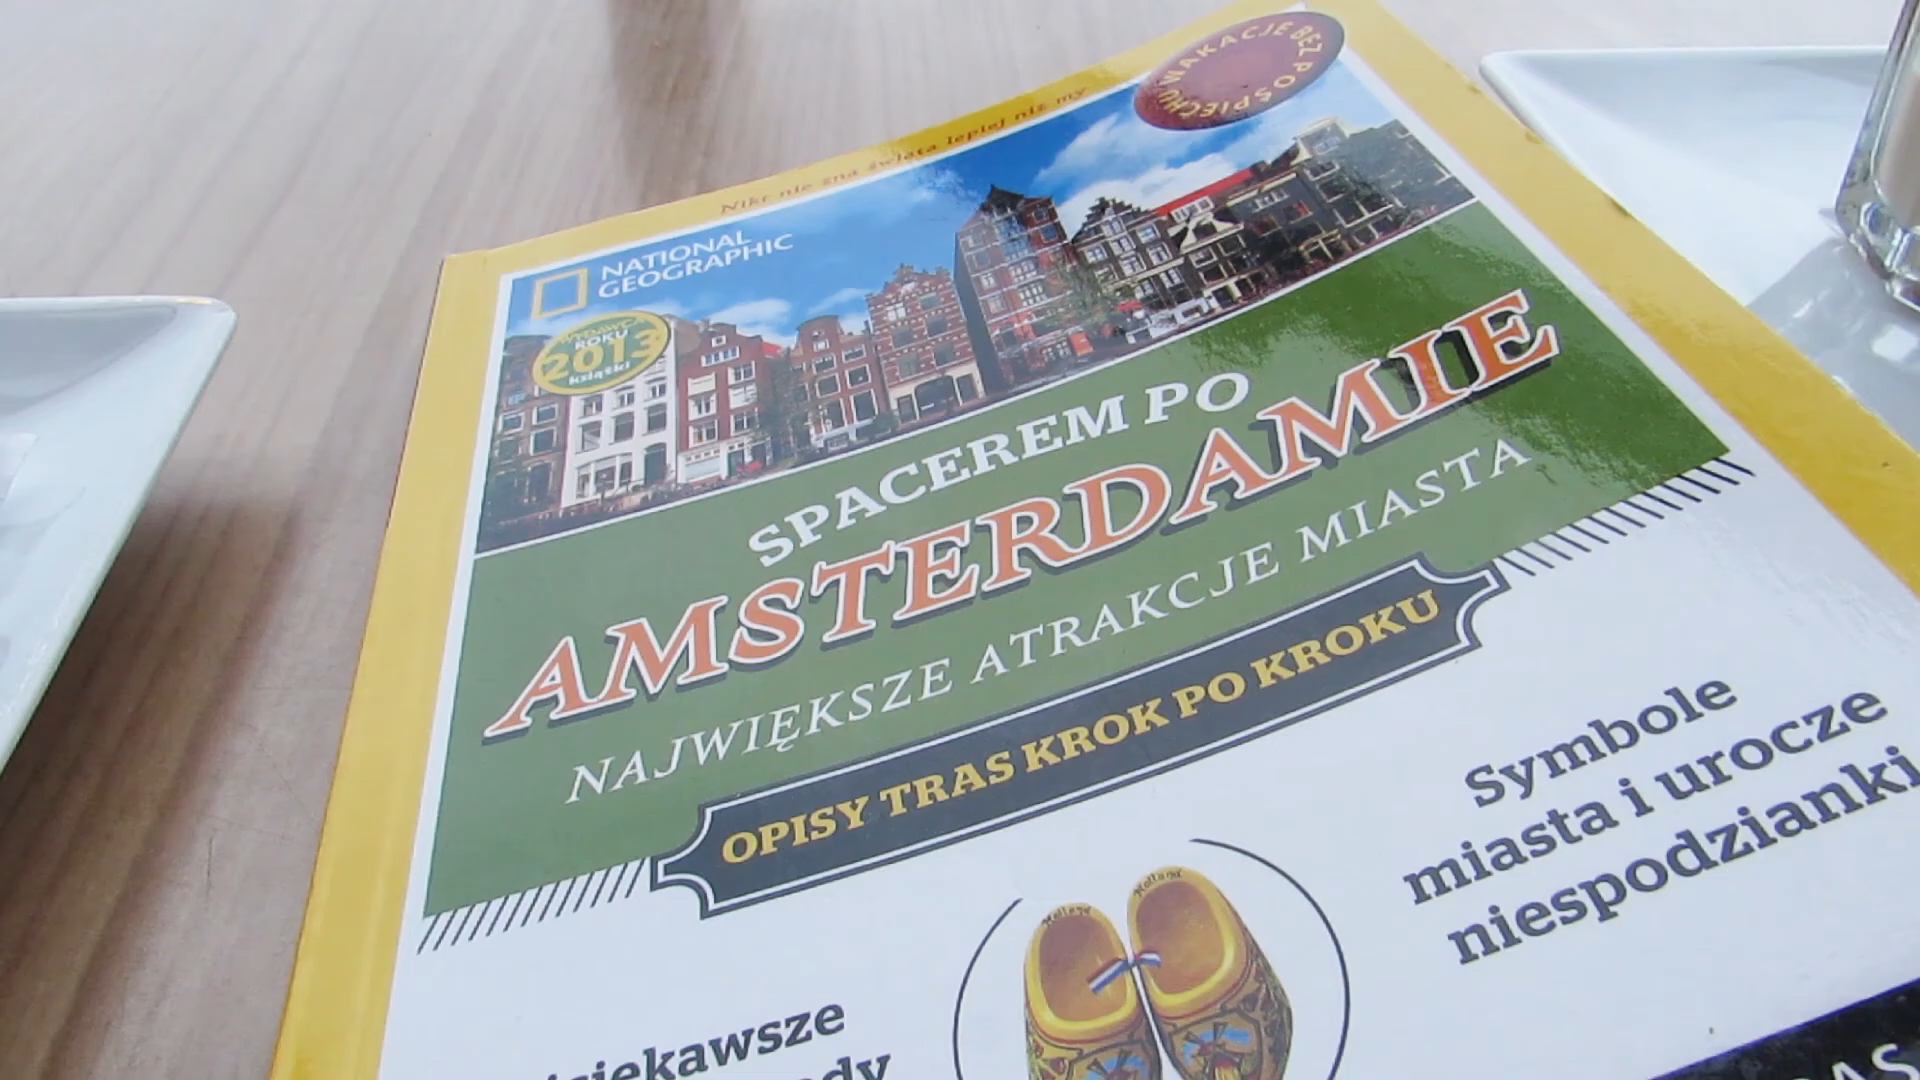 WAKACJE BEZ POŚPIECHU
Nikt nie zna świata lepiej niż my
NATIONAL
GEOGRAPHIC
WYDAWCA
ROKU
2013
książki
SPACEREM PO
AMSTERDAMIE
NAJWIĘKSZE ATRAKCJE MIASTA
OPISY TRAS KROK PO KROKU
Symbole
miasta i urocze
niespodzianki
Holland
Holland